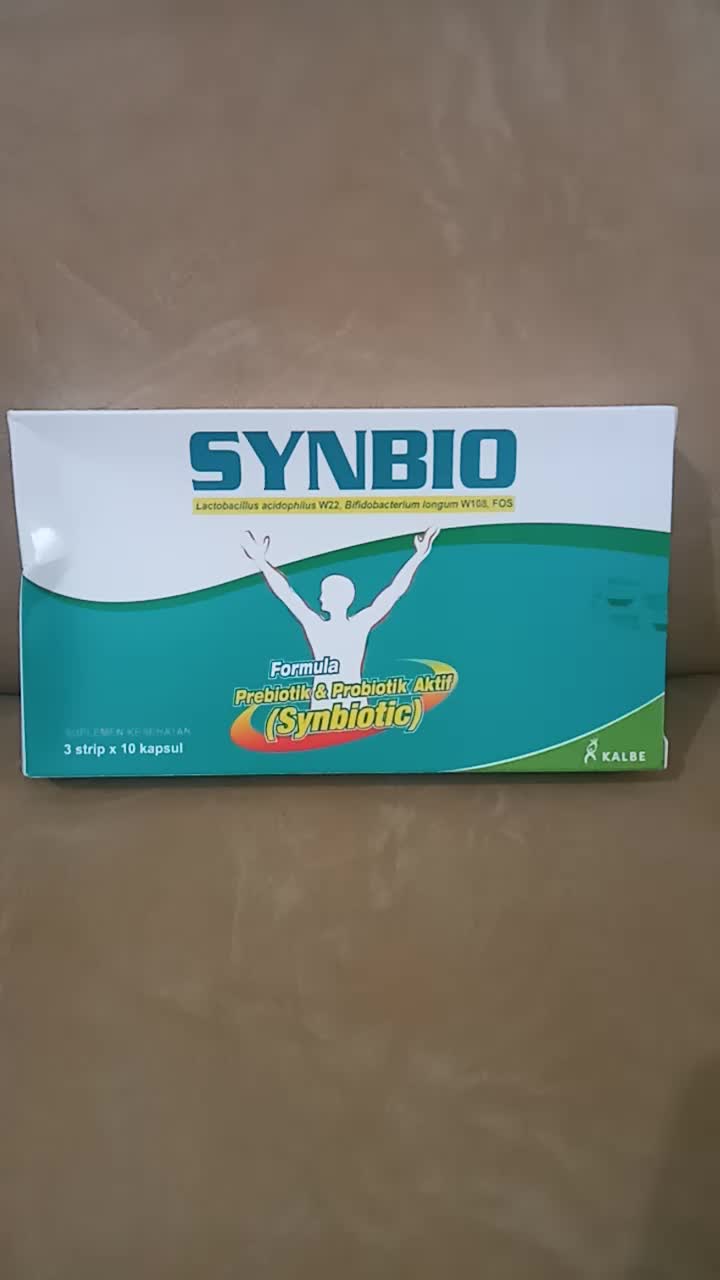 SYNBIO
Lactobacillus acidophilus W22, Bifidobacterium longum W108, FOS
Formula
Prebiotik & Probiotik Aktif
(Synbiotic)
SUPLEMEN KESEHATAN
3 strip x 10 kapsul
KALBE